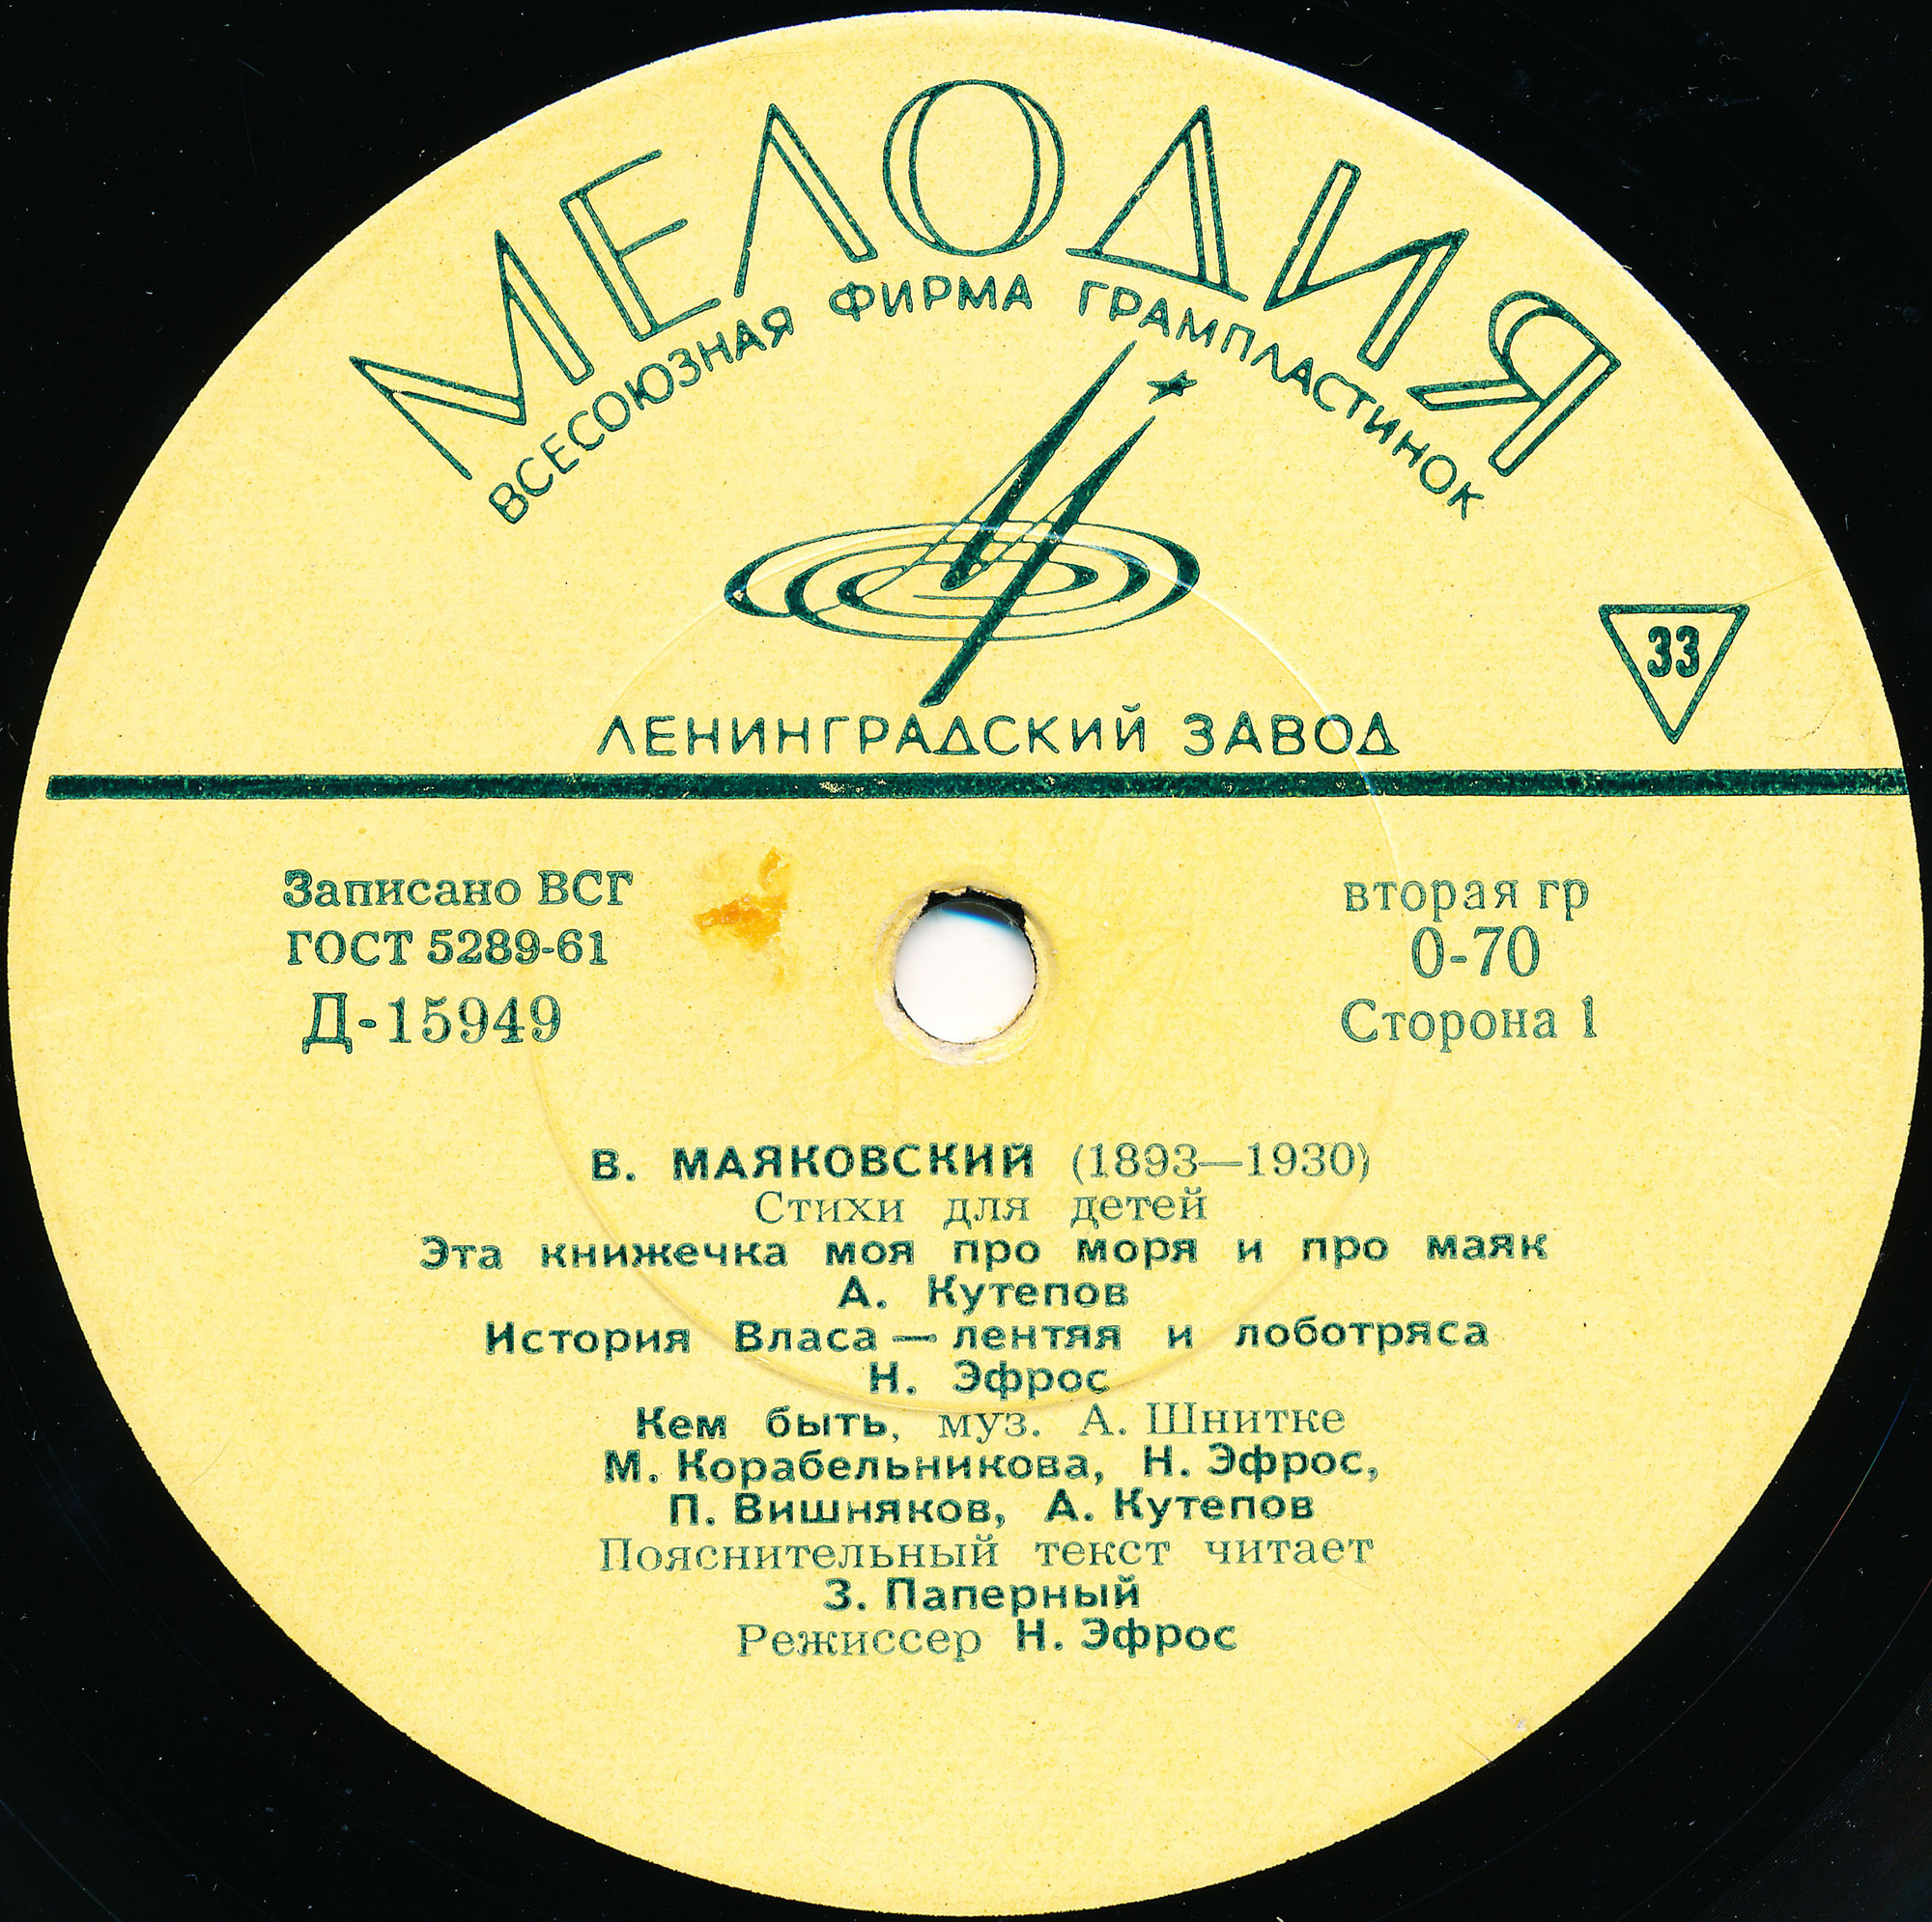 МЕЛОДИЯ
ВСЕСОЮЗНАЯ ФИРМА ГРАМПЛАСТИНОК
33
ЛЕНИНГРАДСКИЙ ЗАВОД
Записано ВСГ
ГОСТ 5289-61
Д-15949
вторая гр
0-70
Сторона 1
В. МАЯКОВСКИЙ (1893—1930)
Стихи для детей
Эта книжечка моя про моря и про маяк
А. Кутепов
История Власа — лентяя и лоботряса
Н. Эфрос
Кем быть, муз. А. Шнитке
М. Корабельникова, Н. Эфрос,
П. Вишняков, А. Кутепов
Пояснительный текст читает
З. Паперный
Режиссер Н. Эфрос